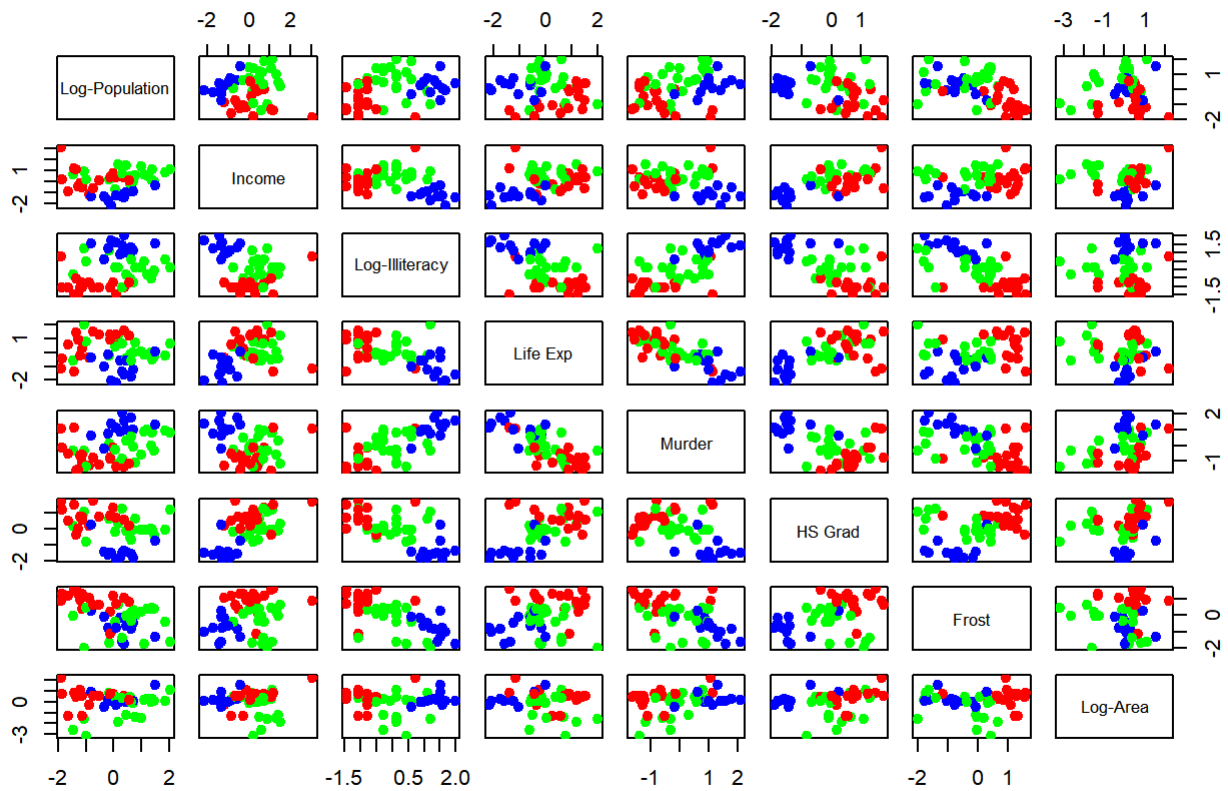 -2 0 2 -2 0 2 0 1 -3 -1 1
Log-Population
-2 1
-2 1
Income
Log-Illiteracy
-1.5 1.5
-2 1
Life Exp
Murder
-1 2
-2 0
HS Grad
Frost
-2 0
-3 0
Log-Area
-2 0 2 -1.5 0.5 2.0 -1 1 2 -2 0 1